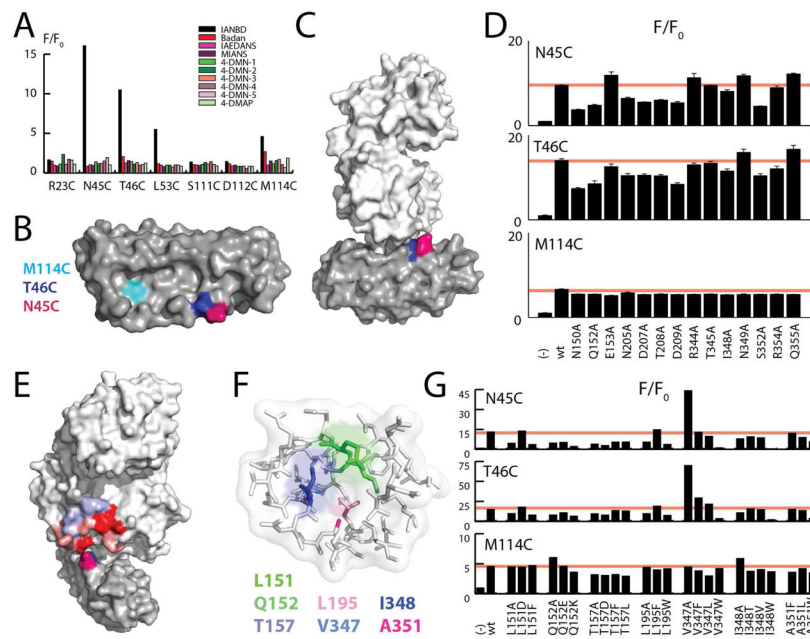 A
F/F₀
15
10
5
0
IANBD
Badan
IAEDANS
MIANS
4-DMN-1
4-DMN-2
4-DMN-3
4-DMN-4
4-DMN-5
4-DMAP
R23C N45C T46C L53C S111C D112C M114C
B
M114C
T46C
N45C
C
D
F/F₀
20
N45C
0
20
T46C
0
20
M114C
0
(-)
wt
N150A
Q152A
E153A
N205A
D207A
T208A
D209A
R344A
T345A
I348A
N349A
S352A
R354A
Q355A
E
F
L151
Q152 L195 I348
T157 V347 A351
G
F/F₀
45
N45C
30
15
0
75
T46C
50
25
0
10
M114C
5
0
(-)
wt
L151A
L151D
L151F
Q152A
Q152E
Q152K
T157A
T157D
T157F
T157L
L195A
L195F
L195W
V347A
V347F
V347L
V347W
I348A
I348T
I348V
I348W
A351F
A351L